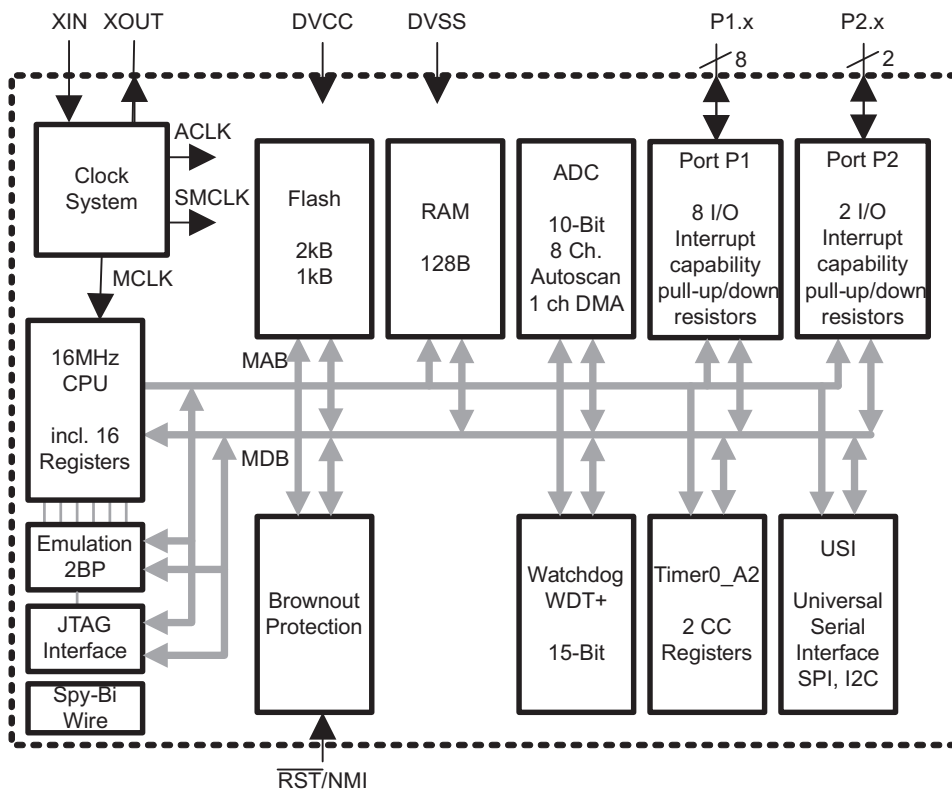 XIN XOUT DVCC DVSS P1.x P2.x
8 2
ACLK
SMCLK
MCLK
Clock
System
Flash
2kB
1kB
RAM
128B
ADC
10-Bit
8 Ch.
Autoscan
1 ch DMA
Port P1
8 I/O
Interrupt
capability
pull-up/down
resistors
Port P2
2 I/O
Interrupt
capability
pull-up/down
resistors
16MHz
CPU
incl. 16
Registers
MAB
MDB
Emulation
2BP
JTAG
Interface
Spy-Bi
Wire
Brownout
Protection
Watchdog
WDT+
15-Bit
Timer0_A2
2 CC
Registers
USI
Universal
Serial
Interface
SPI, I2C
RST/NMI